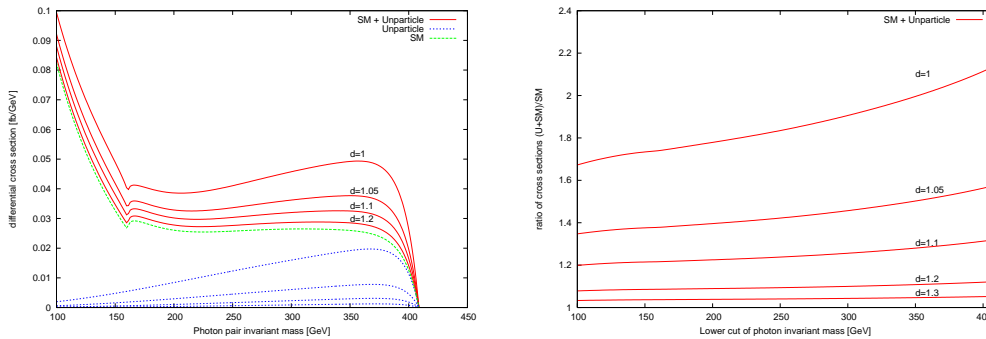 differential cross section [fb/GeV]
0.1
0.09
0.08
0.07
0.06
0.05
0.04
0.03
0.02
0.01
0
SM + Unparticle
Unparticle
SM
d=1
d=1.05
d=1.1
d=1.2
100 150 200 250 300 350 400 450
Photon pair invariant mass [GeV]
ratio of cross sections (U+SM)/SM
2.4
2.2
2
1.8
1.6
1.4
1.2
1
SM + Unparticle
d=1
d=1.05
d=1.1
d=1.2
d=1.3
100 150 200 250 300 350 400
Lower cut of photon invariant mass [GeV]